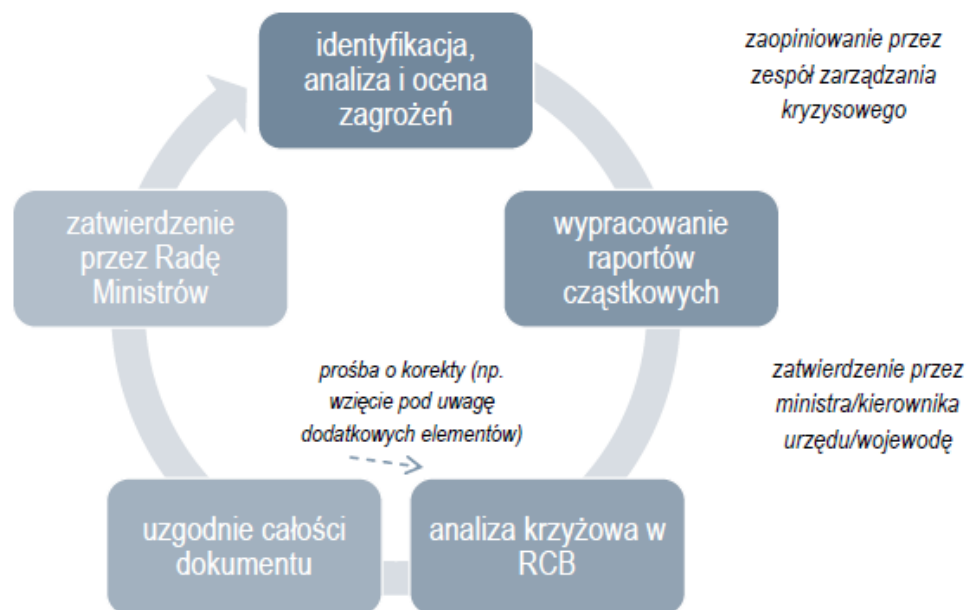 identyfikacja,
analiza i ocena
zagrożeń
zaopiniowanie przez
zespół zarządzania
kryzysowego
zatwierdzenie
przez Radę
Ministrów
wypracowanie
raportów
cząstkowych
prośba o korekty (np.
wzięcie pod uwagę
dodatkowych elementów)
zatwierdzenie przez
ministra/kierownika
urzędu/wojewodę
uzgodnie całości
dokumentu
analiza krzyżowa w
RCB